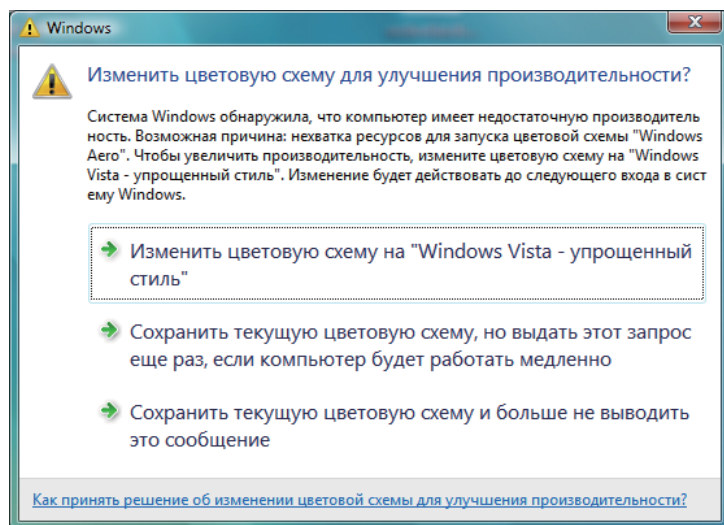 Windows
Изменить цветовую схему для улучшения производительности?
Система Windows обнаружила, что компьютер имеет недостаточную производитель
ность. Возможная причина: нехватка ресурсов для запуска цветовой схемы "Windows
Aero". Чтобы увеличить производительность, измените цветовую схему на "Windows
Vista - упрощенный стиль". Изменение будет действовать до следующего входа в сист
ему Windows.
Изменить цветовую схему на "Windows Vista - упрощенный
стиль"
Сохранить текущую цветовую схему, но выдать этот запрос
еще раз, если компьютер будет работать медленно
Сохранить текущую цветовую схему и больше не выводить
это сообщение
Как принять решение об изменении цветовой схемы для улучшения производительности?